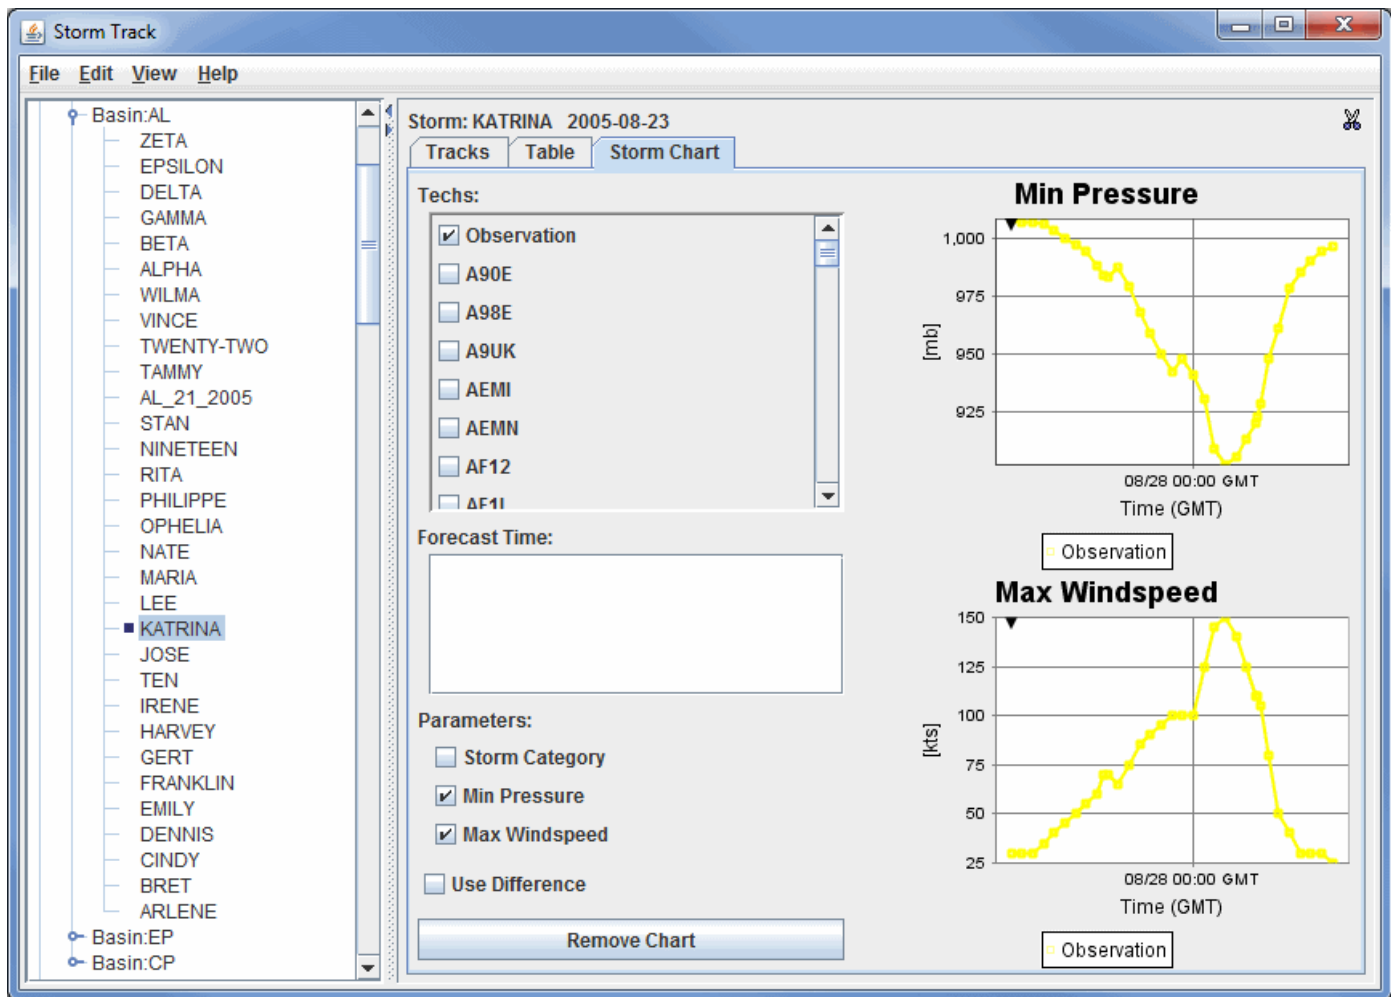 Storm Track
File Edit View Help
Basin:AL
ZETA
EPSILON
DELTA
GAMMA
BETA
ALPHA
WILMA
VINCE
TWENTY-TWO
TAMMY
AL_21_2005
STAN
NINETEEN
RITA
PHILIPPE
OPHELIA
NATE
MARIA
LEE
KATRINA
JOSE
TEN
IRENE
HARVEY
GERT
FRANKLIN
EMILY
DENNIS
CINDY
BRET
ARLENE
Basin:EP
Basin:CP
Storm: KATRINA 2005-08-23
Tracks Table Storm Chart
Techs:
Observation
A90E
A98E
A9UK
AEMI
AEMN
AF12
Forecast Time:
Parameters:
Storm Category
Min Pressure
Max Windspeed
Use Difference
Remove Chart
Min Pressure
1,000
975
950
925
[mb]
08/28 00:00 GMT
Time (GMT)
Observation
Max Windspeed
150
125
100
75
50
25
[kts]
08/28 00:00 GMT
Time (GMT)
Observation